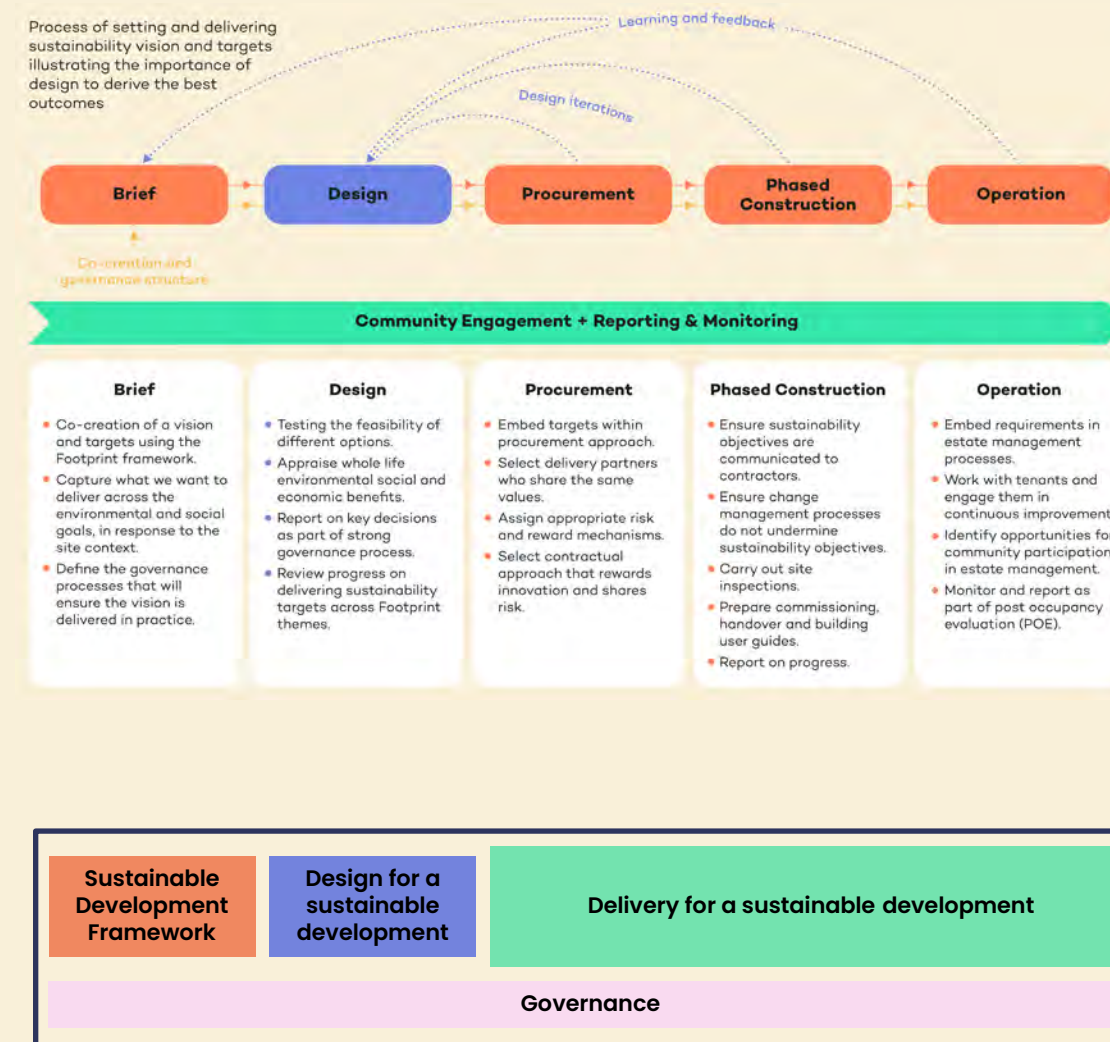 Process of setting and delivering
sustainability vision and targets
illustrating the importance of
design to derive the best
outcomes
Learning and feedback
Design iterations
Brief
Design
Procurement
Phased
Construction
Operation
Co-creation and
governance structure
Community Engagement + Reporting & Monitoring
Brief
Co-creation of a vision
and targets using the
Footprint framework.
Capture what we want to
deliver across the
environmental and social
goals, in response to the
site context.
Define the governance
processes that will
ensure the vision is
delivered in practice.
Design
Testing the feasibility of
different options.
Appraise whole life
environmental social and
economic benefits.
Report on key decisions
as part of strong
governance process.
Review progress on
delivering sustainability
targets across Footprint
themes.
Procurement
Embed targets within
procurement approach.
Select delivery partners
who share the same
values.
Assign appropriate risk
and reward mechanisms.
Select contractual
approach that rewards
innovation and shares
risk.
Phased Construction
Ensure sustainability
objectives are
communicated to
contractors.
Ensure change
management processes
do not undermine
sustainability objectives.
Carry out site
inspections.
Prepare commissioning,
handover and building
user guides.
Report on progress.
Operation
Embed requirements in
estate management
processes.
Work with tenants and
engage them in
continuous improvement
Identify opportunities for
community participation
in estate management.
Monitor and report as
part of post occupancy
evaluation (POE).
Sustainable
Development
Framework
Design for a
sustainable
development
Delivery for a sustainable development
Governance